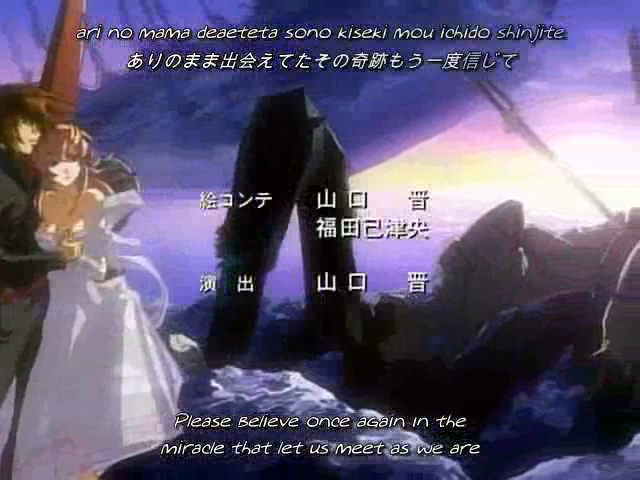 ari no mama deaeteta sono kiseki mou ichido shinjite
ありのまま出会えてたその奇跡もう一度信じて
絵コンテ 山口 晋
福田己津央
演出 山口 晋
Please Believe once again in the
miracle that let us meet as we are